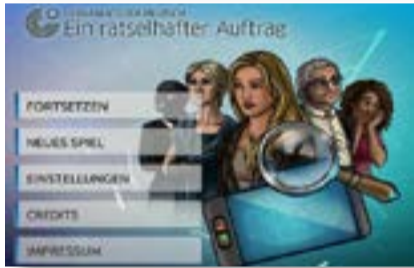 Ein rätselhafter Auftrag
FORTSETZEN
NEUES SPIEL
EINSTELLUNGEN
CREDITS
IMPRESSUM